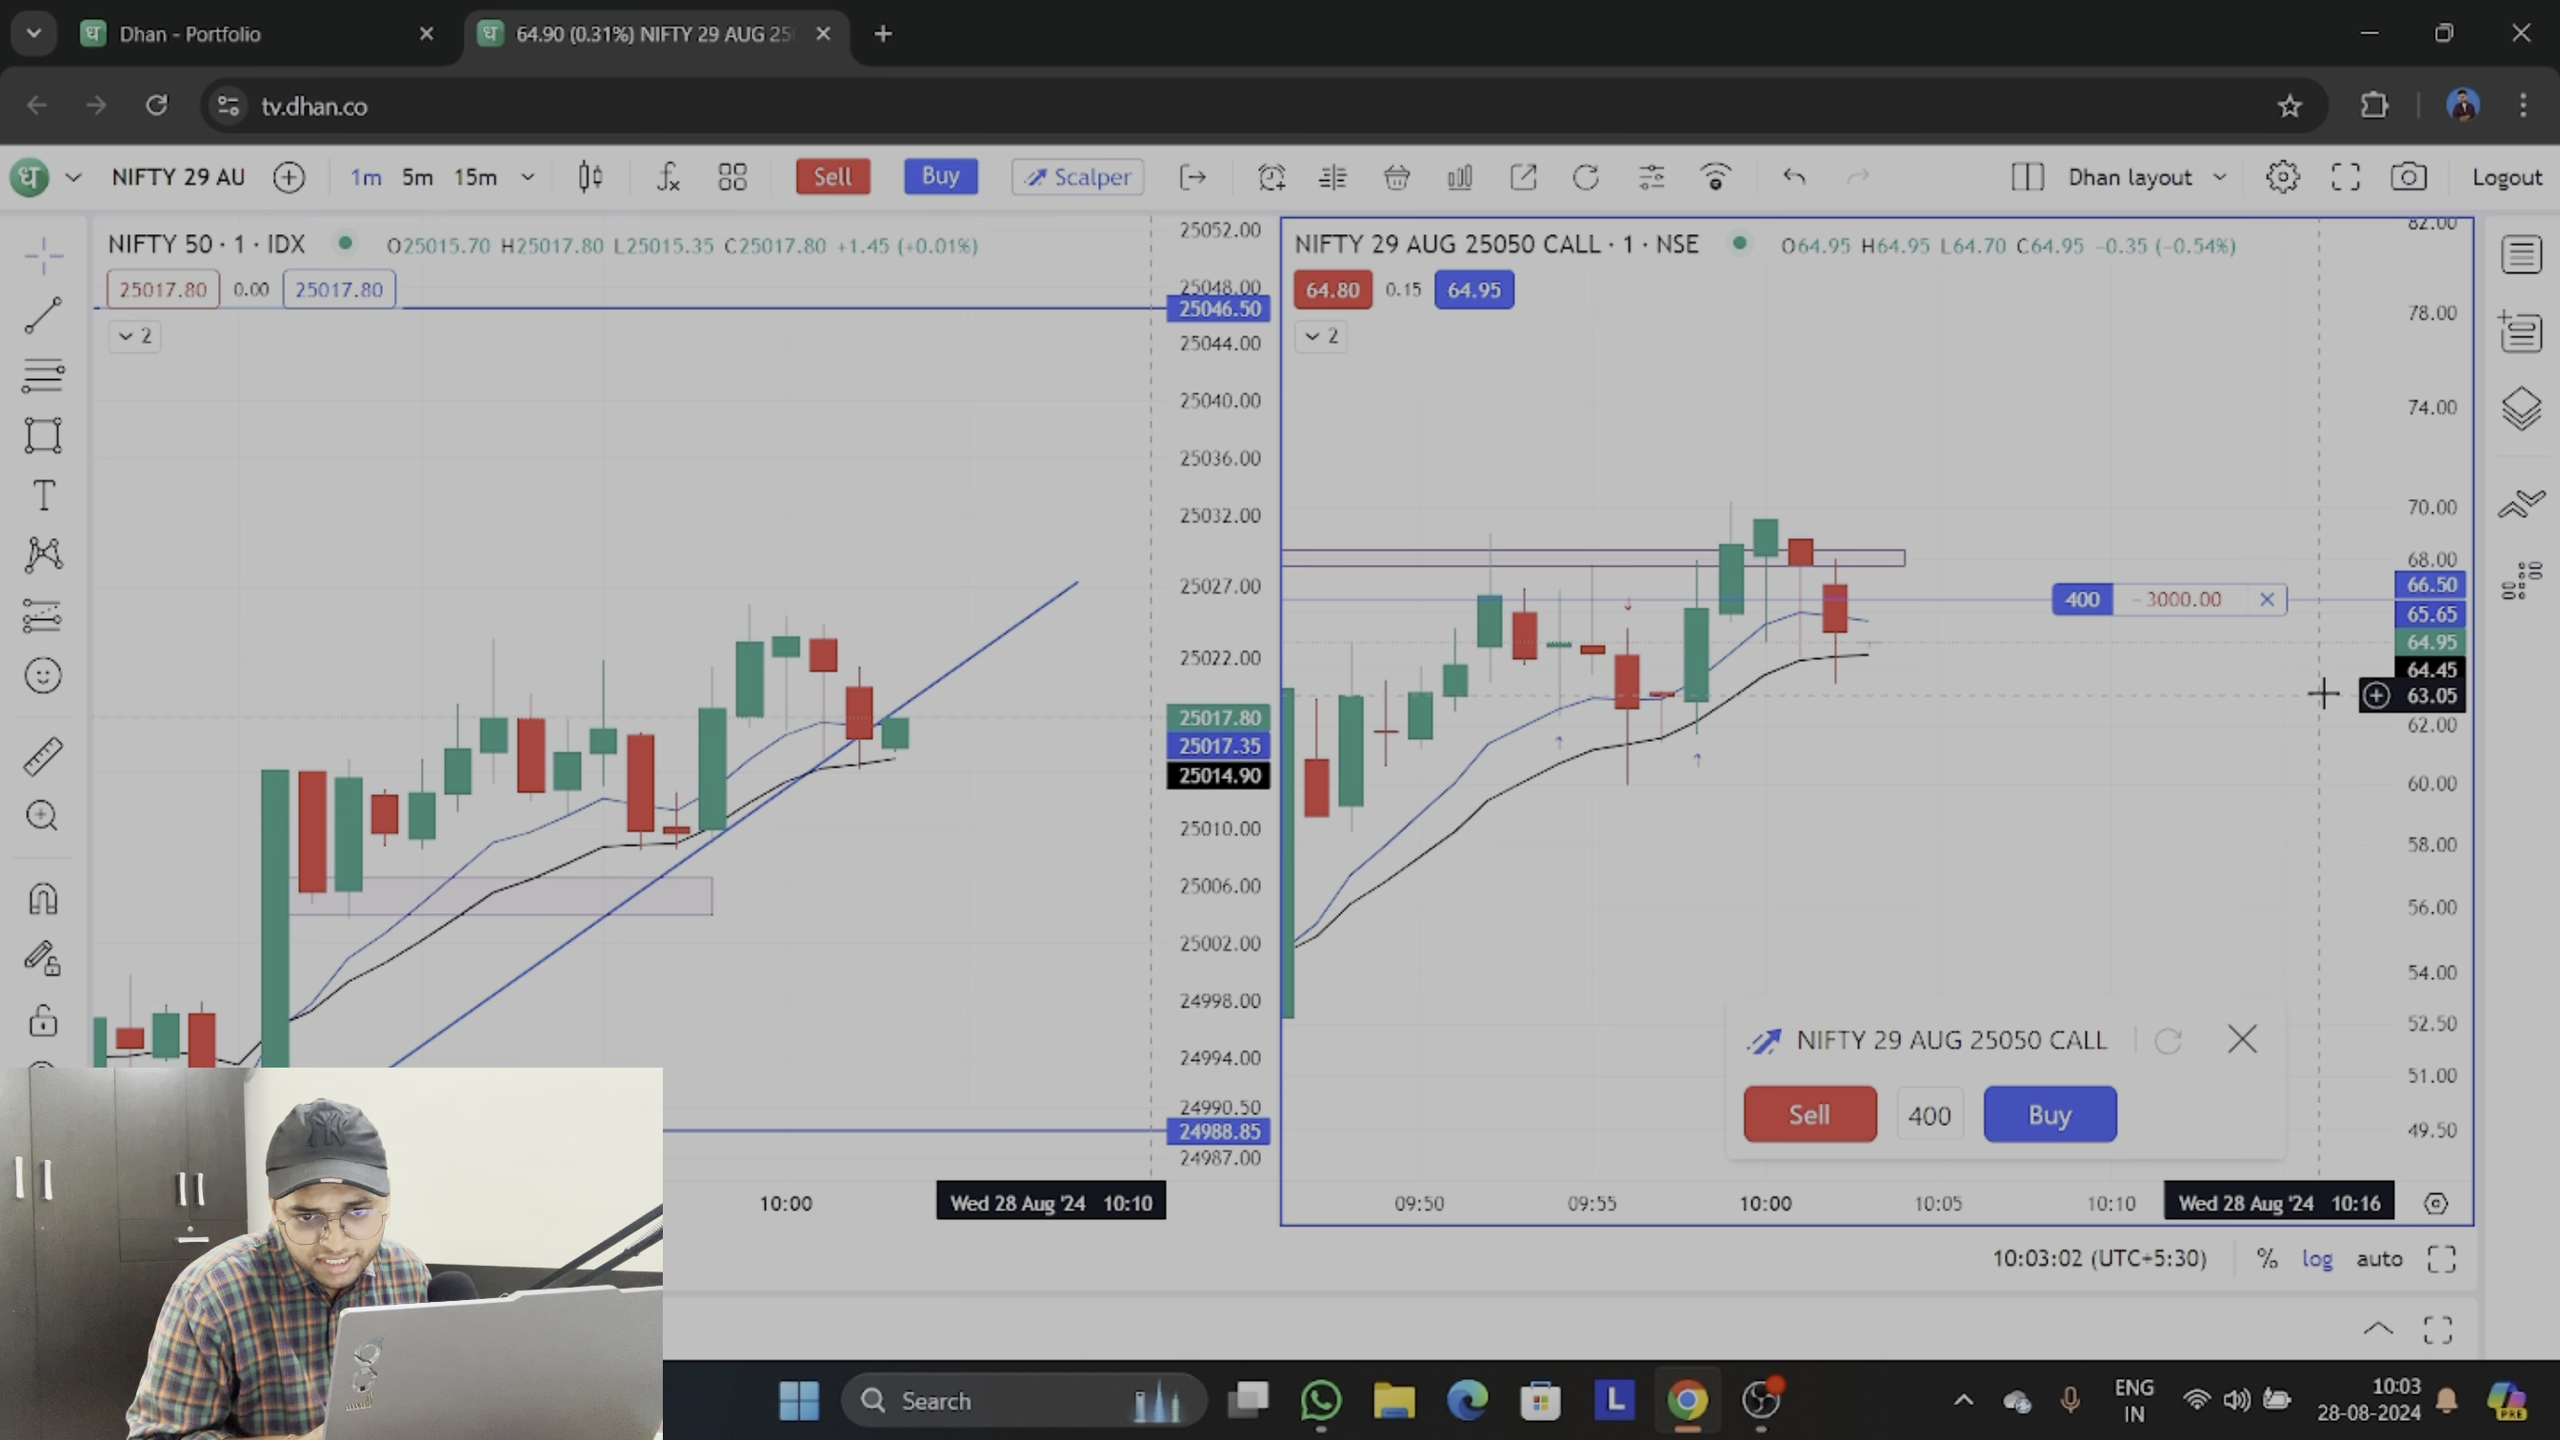 Dhan - Portfolio
64.90 (0.31%) NIFTY 29 AUG 25
tv.dhan.co
ध NIFTY 29 AU 1m 5m 15m Sell Buy Scalper Dhan layout Logout
NIFTY 50 · 1 · IDX O25015.70 H25017.80 L25015.35 C25017.80 +1.45 (+0.01%)
25017.80 0.00 25017.80
2
25052.00
25048.00
25046.50
25044.00
25040.00
25036.00
25032.00
25027.00
25022.00
25017.80
25017.35
25014.90
25010.00
25006.00
25002.00
24998.00
24994.00
24990.50
24988.85
24987.00
10:00 Wed 28 Aug '24 10:10
NIFTY 29 AUG 25050 CALL · 1 · NSE O64.95 H64.95 L64.70 C64.95 −0.35 (−0.54%)
64.80 0.15 64.95
2
82.00
78.00
74.00
70.00
68.00
66.50
400 -3000.00
65.65
64.95
64.45
63.05
62.00
60.00
58.00
56.00
54.00
52.50
51.00
49.50
NIFTY 29 AUG 25050 CALL
Sell 400 Buy
09:50 09:55 10:00 10:05 10:10 Wed 28 Aug '24 10:16
10:03:02 (UTC+5:30) % log auto
Search
L
ENG
IN
10:03
28-08-2024
PRE